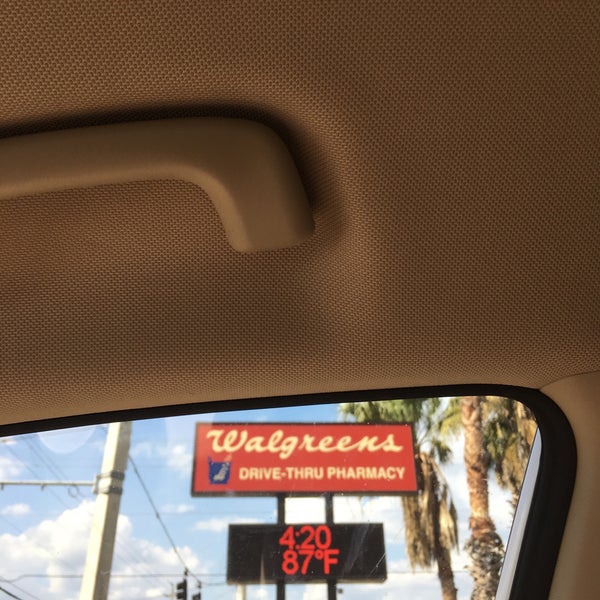 Walgreens
DRIVE-THRU PHARMACY
4:20
87°F